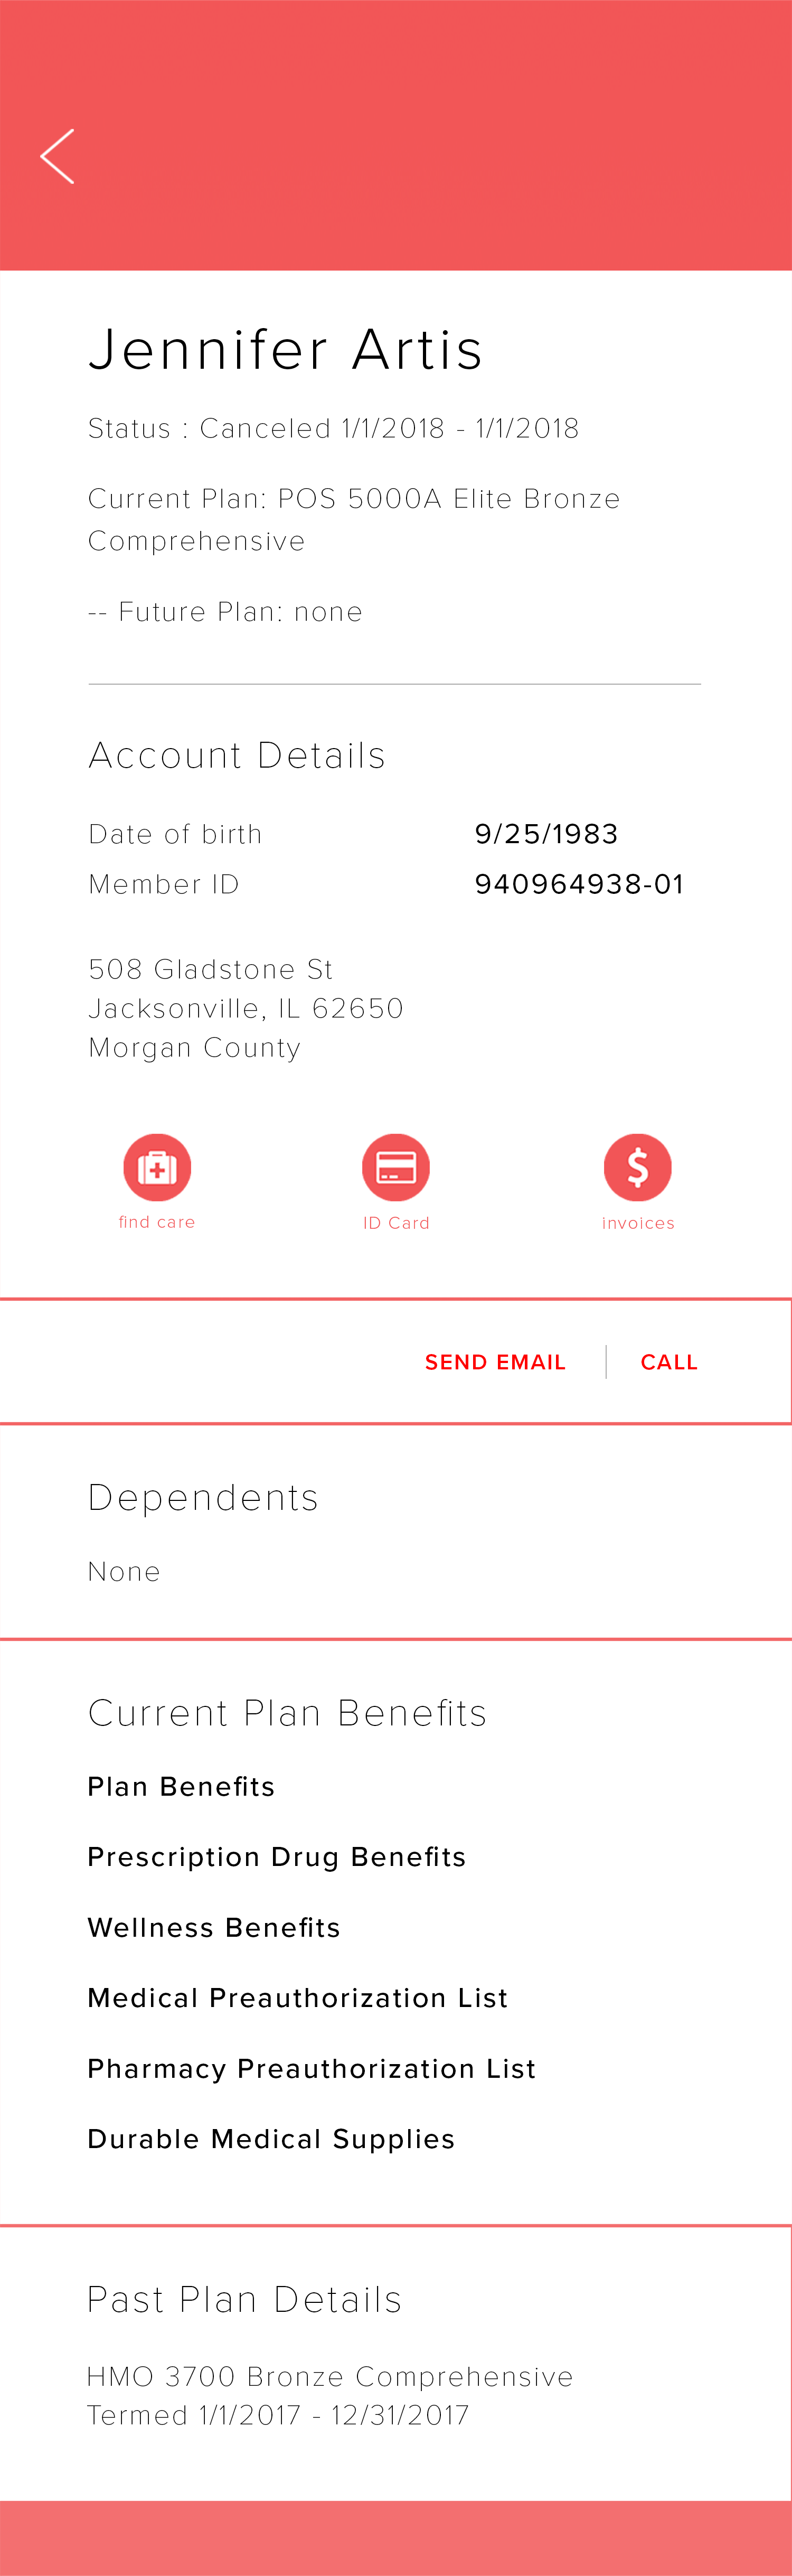 Jennifer Artis
Status : Canceled 1/1/2018 - 1/1/2018
Current Plan: POS 5000A Elite Bronze
Comprehensive
-- Future Plan: none
Account Details
Date of birth 9/25/1983
Member ID 940964938-01
508 Gladstone St
Jacksonville, IL 62650
Morgan County
find care ID Card invoices
SEND EMAIL CALL
Dependents
None
Current Plan Benefits
Plan Benefits
Prescription Drug Benefits
Wellness Benefits
Medical Preauthorization List
Pharmacy Preauthorization List
Durable Medical Supplies
Past Plan Details
HMO 3700 Bronze Comprehensive
Termed 1/1/2017 - 12/31/2017